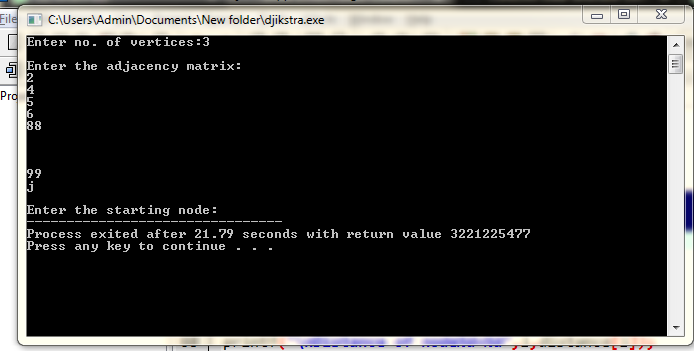 C:\Users\Admin\Documents\New folder\djikstra.exe
File
Enter no. of vertices:3
Enter the adjacency matrix:
2
4
5
6
88
Pro
99
j
Enter the starting node:
--------------------------------
Process exited after 21.79 seconds with return value 3221225477
Press any key to continue . . .